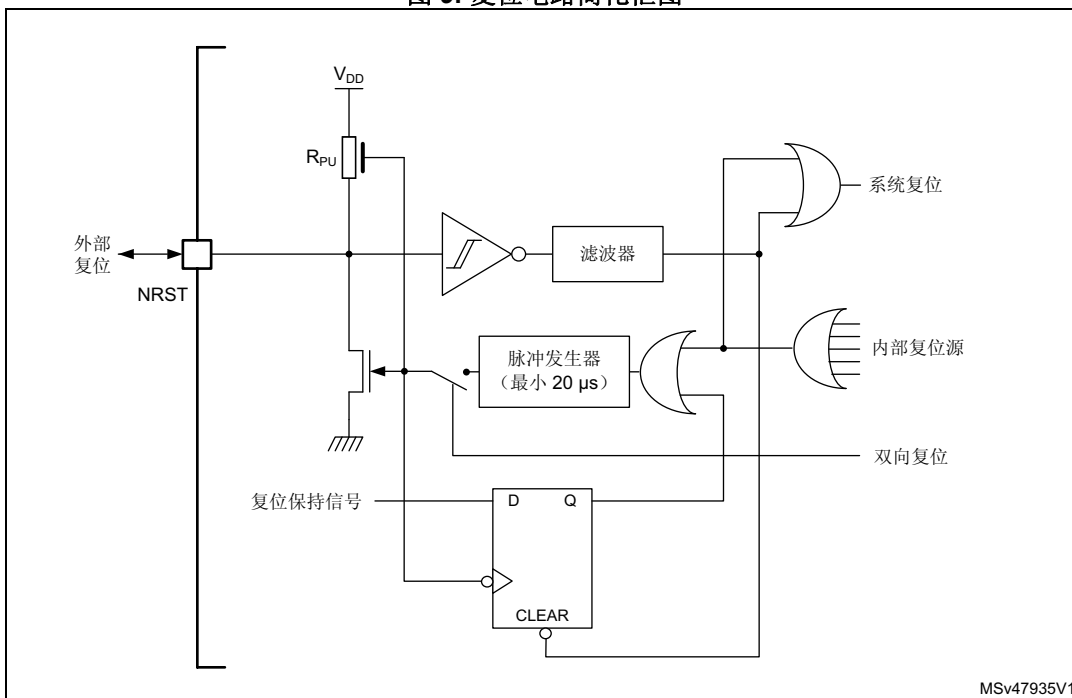 V_DD
R_PU
系统复位
外部
复位
滤波器
NRST
脉冲发生器
（最小 20 µs）
内部复位源
双向复位
复位保持信号
D
Q
CLEAR
MSv47935V1